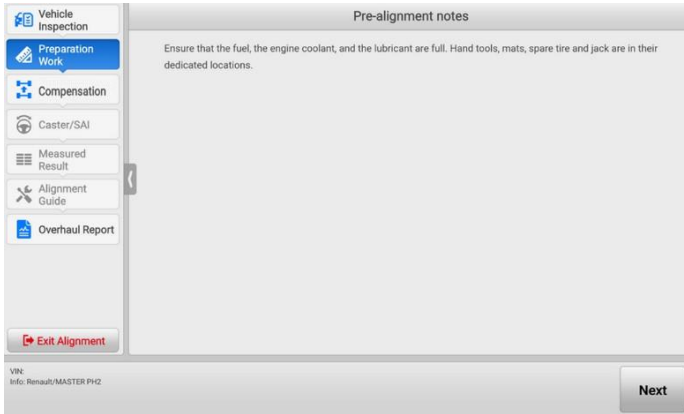 Vehicle
Inspection
Pre-alignment notes
Preparation
Work
Ensure that the fuel, the engine coolant, and the lubricant are full. Hand tools, mats, spare tire and jack are in their
dedicated locations.
Compensation
Caster/SAI
Measured
Result
Alignment
Guide
Overhaul Report
Exit Alignment
VIN:
Info: Renault/MASTER PH2
Next